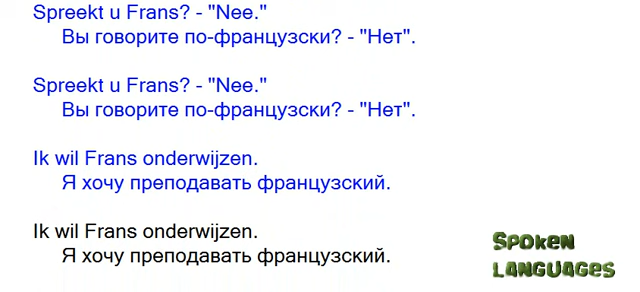 Spreekt u Frans? - "Nee."
Вы говорите по-французски? - "Нет".
Spreekt u Frans? - "Nee."
Вы говорите по-французски? - "Нет".
Ik wil Frans onderwijzen.
Я хочу преподавать французский.
Ik wil Frans onderwijzen.
Я хочу преподавать французский.
Spoken
Languages